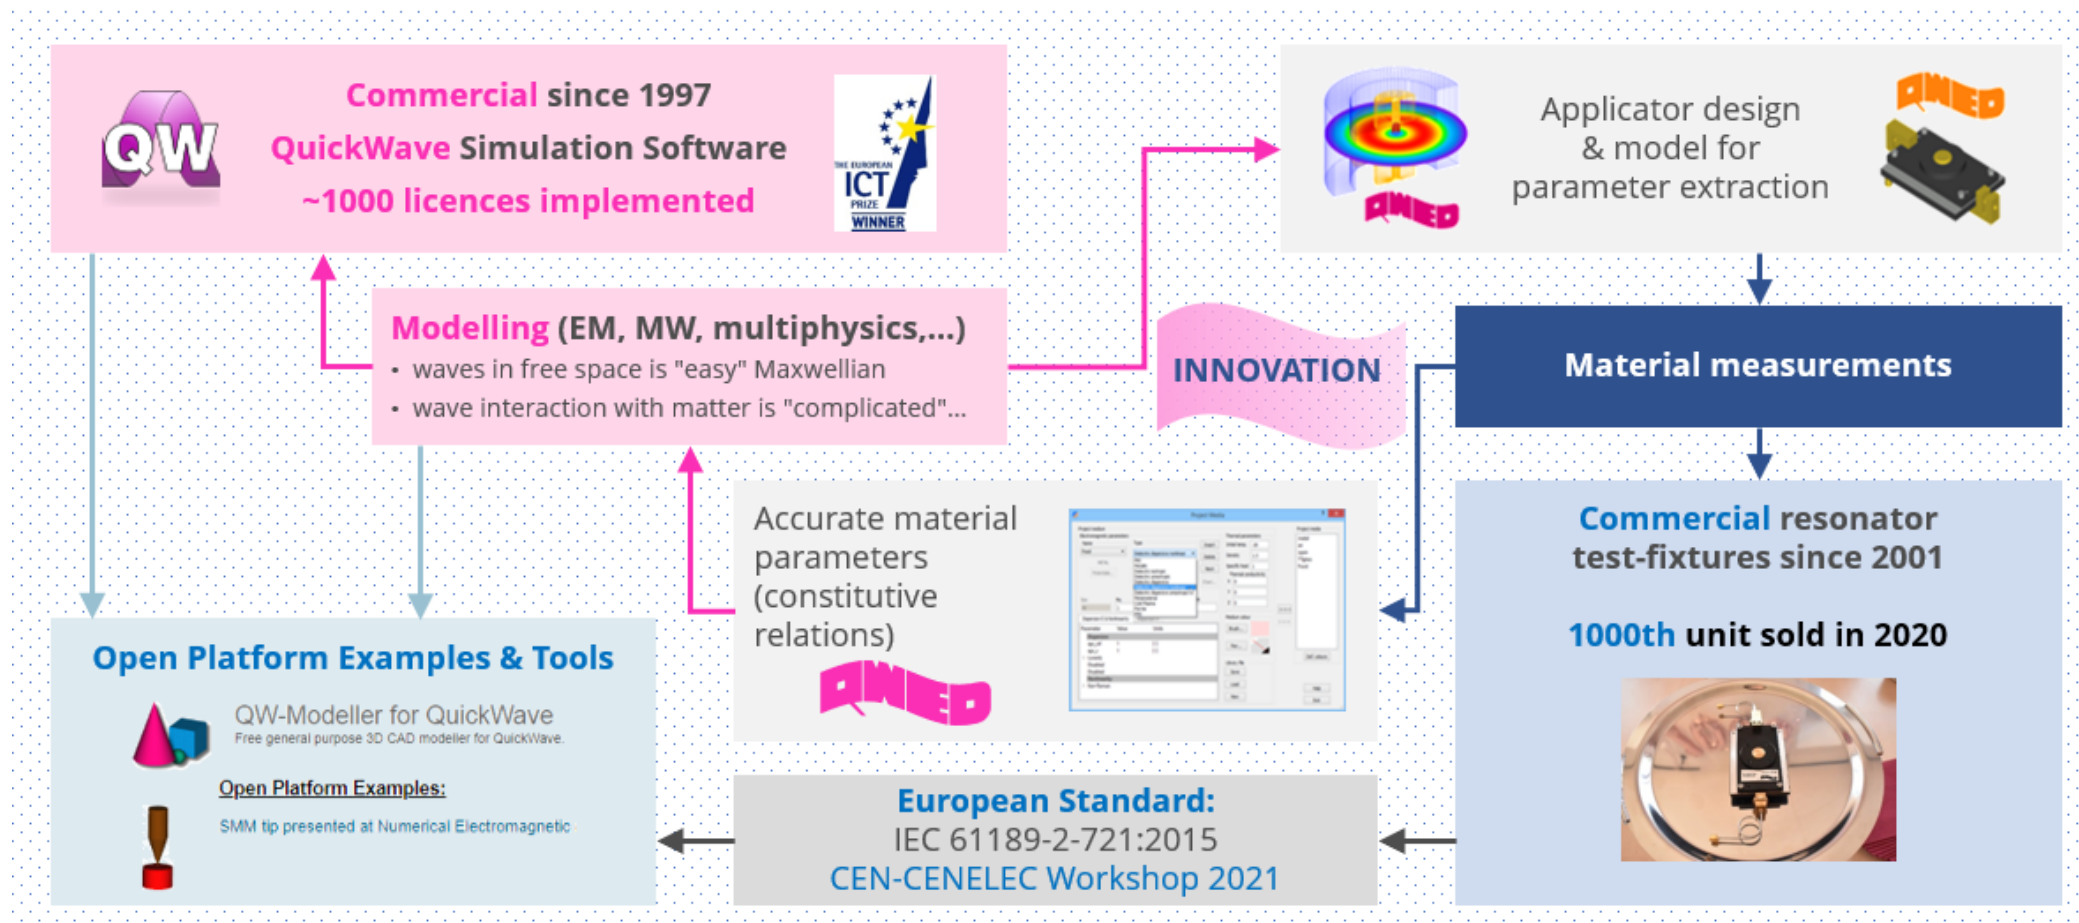 QW
Commercial since 1997
QuickWave Simulation Software
~1000 licences implemented
THE EUROPEAN
ICT
PRIZE
WINNER
QWED
Applicator design
& model for
parameter extraction
QWED
Modelling (EM, MW, multiphysics,...)
• waves in free space is "easy" Maxwellian
• wave interaction with matter is "complicated"...
INNOVATION
Material measurements
Accurate material
parameters
(constitutive
relations)
QWED
Project Media
Commercial resonator
test-fixtures since 2001
1000th unit sold in 2020
Open Platform Examples & Tools
QW-Modeller for QuickWave
Free general purpose 3D CAD modeller for QuickWave.
Open Platform Examples:
SMM tip presented at Numerical Electromagnetic
European Standard:
IEC 61189-2-721:2015
CEN-CENELEC Workshop 2021